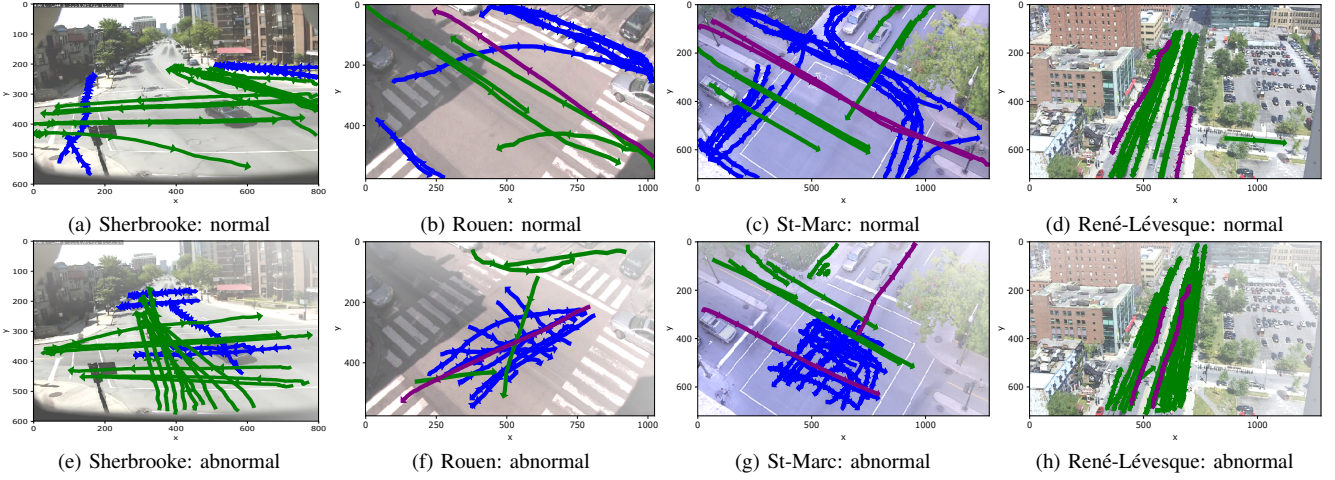 0
100
200
300
400
500
600
y
0
200
400
600
800
x
0
200
400
y
0
250
500
750
1000
x
0
200
400
600
y
0
500
1000
x
0
200
400
600
y
0
500
1000
x
(a) Sherbrooke: normal
(b) Rouen: normal
(c) St-Marc: normal
(d) René-Lévesque: normal
0
100
200
300
400
500
600
y
0
200
400
600
800
x
0
200
400
y
0
250
500
750
1000
x
0
200
400
600
y
0
500
1000
x
0
200
400
600
y
0
500
1000
x
(e) Sherbrooke: abnormal
(f) Rouen: abnormal
(g) St-Marc: abnormal
(h) René-Lévesque: abnormal